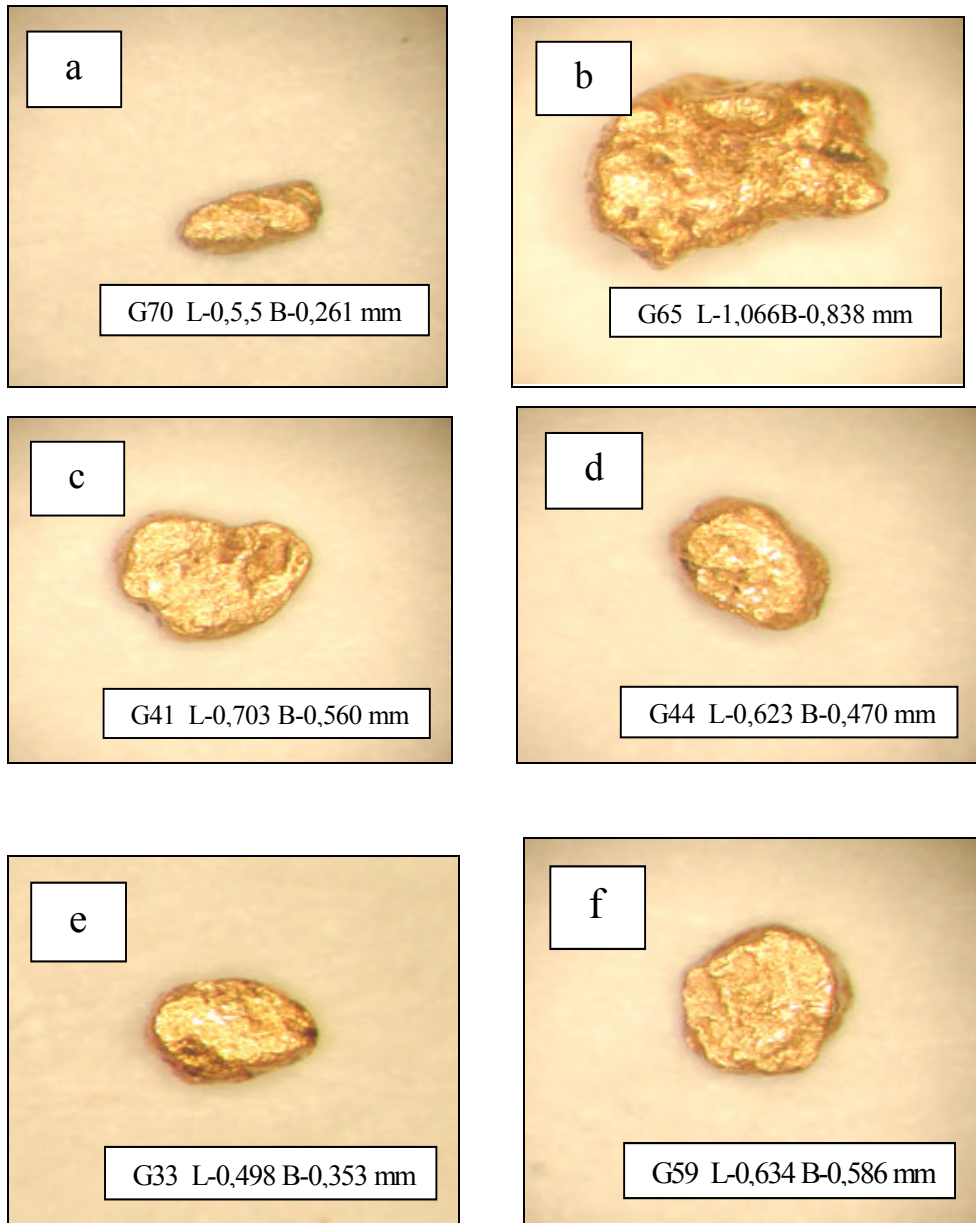 a
G70 L-0,5,5 B-0,261 mm
b
G65 L-1,066B-0,838 mm
c
G41 L-0,703 B-0,560 mm
d
G44 L-0,623 B-0,470 mm
e
G33 L-0,498 B-0,353 mm
f
G59 L-0,634 B-0,586 mm